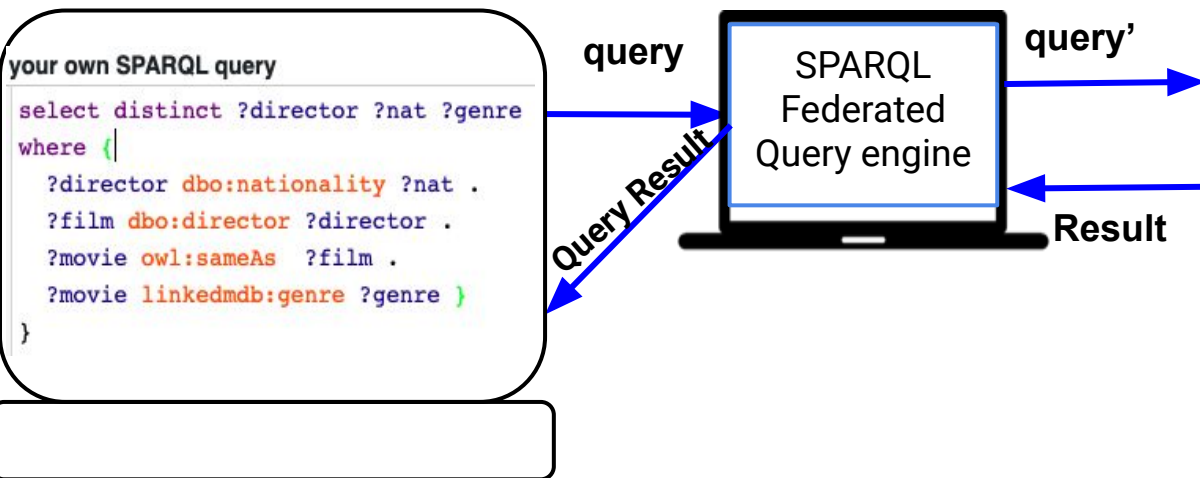 your own SPARQL query
select distinct ?director ?nat ?genre
where {
?director dbo:nationality ?nat .
?film dbo:director ?director .
?movie owl:sameAs ?film .
?movie linkedmdb:genre ?genre }
}
query
Query Result
SPARQL
Federated
Query engine
query’
Result